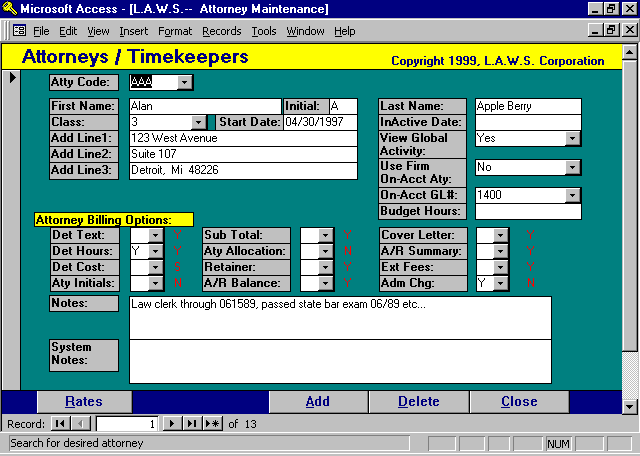 Microsoft Access - [L.A.W.S.-- Attorney Maintenance]
File Edit View Insert Format Records Tools Window Help
Attorneys / Timekeepers Copyright 1999, L.A.W.S. Corporation
Atty Code: AAA
First Name: Alan Initial: A Last Name: Apple Berry
Class: 3 Start Date: 04/30/1997 InActive Date:
Add Line1: 123 West Avenue View Global Activity: Yes
Add Line2: Suite 107
Add Line3: Detroit, Mi 48226 Use Firm On-Acct Aty: No
On-Acct GL#: 1400
Budget Hours:
Attorney Billing Options:
Det Text: Y Sub Total: Y Cover Letter: Y
Det Hours: Y Y Aty Allocation: N A/R Summary: Y
Det Cost: Retainer: Y Ext Fees: Y
Aty Initials: N A/R Balance: Y Adm Chg: Y N
Notes: Law clerk through 061589, passed state bar exam 06/89 etc...
System Notes:
Rates Add Delete Close
Record: 1 of 13
Search for desired attorney NUM